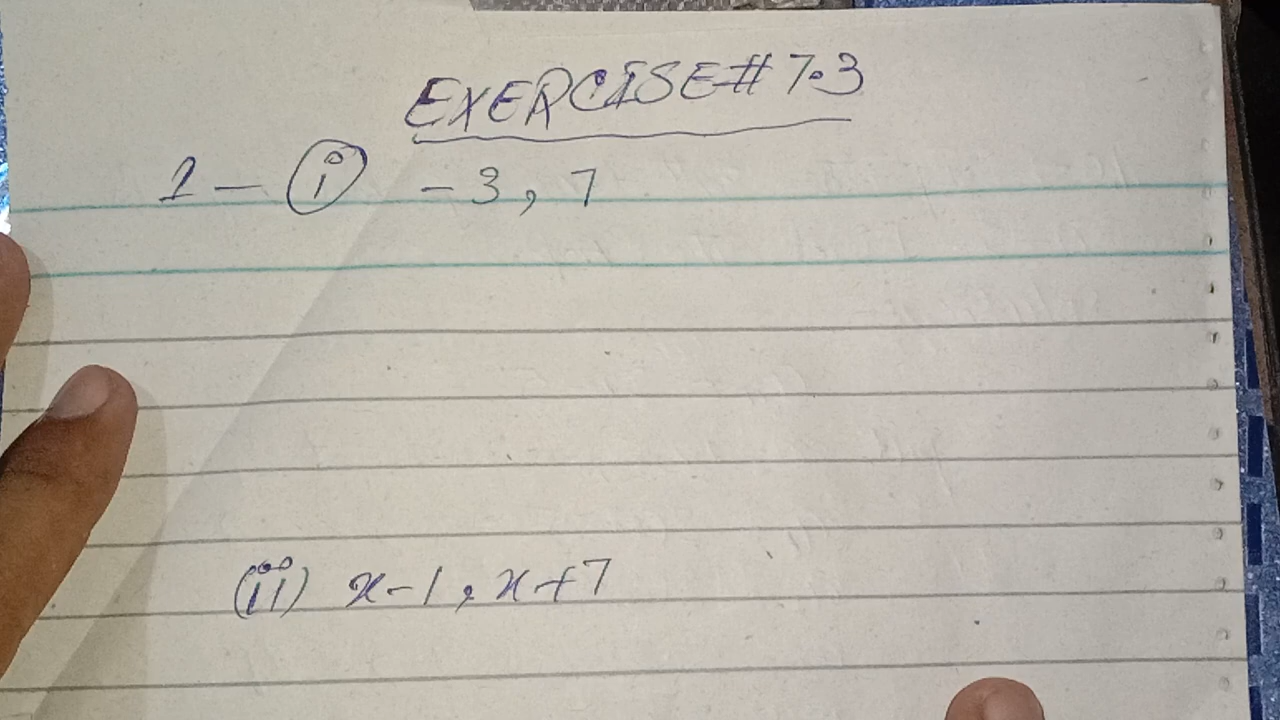 EXERCISE # 7.3
1 - (i) -3, 7
(ii) x-1, x+7